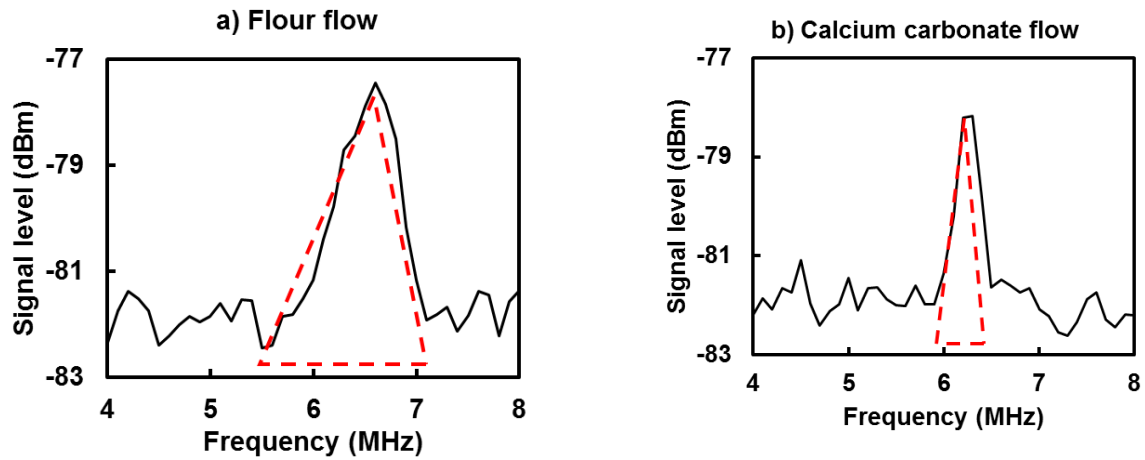 a) Flour flow
-77
-79
-81
-83
Signal level (dBm)
4 5 6 7 8
Frequency (MHz)
b) Calcium carbonate flow
-77
-79
-81
-83
Signal level (dBm)
4 5 6 7 8
Frequency (MHz)